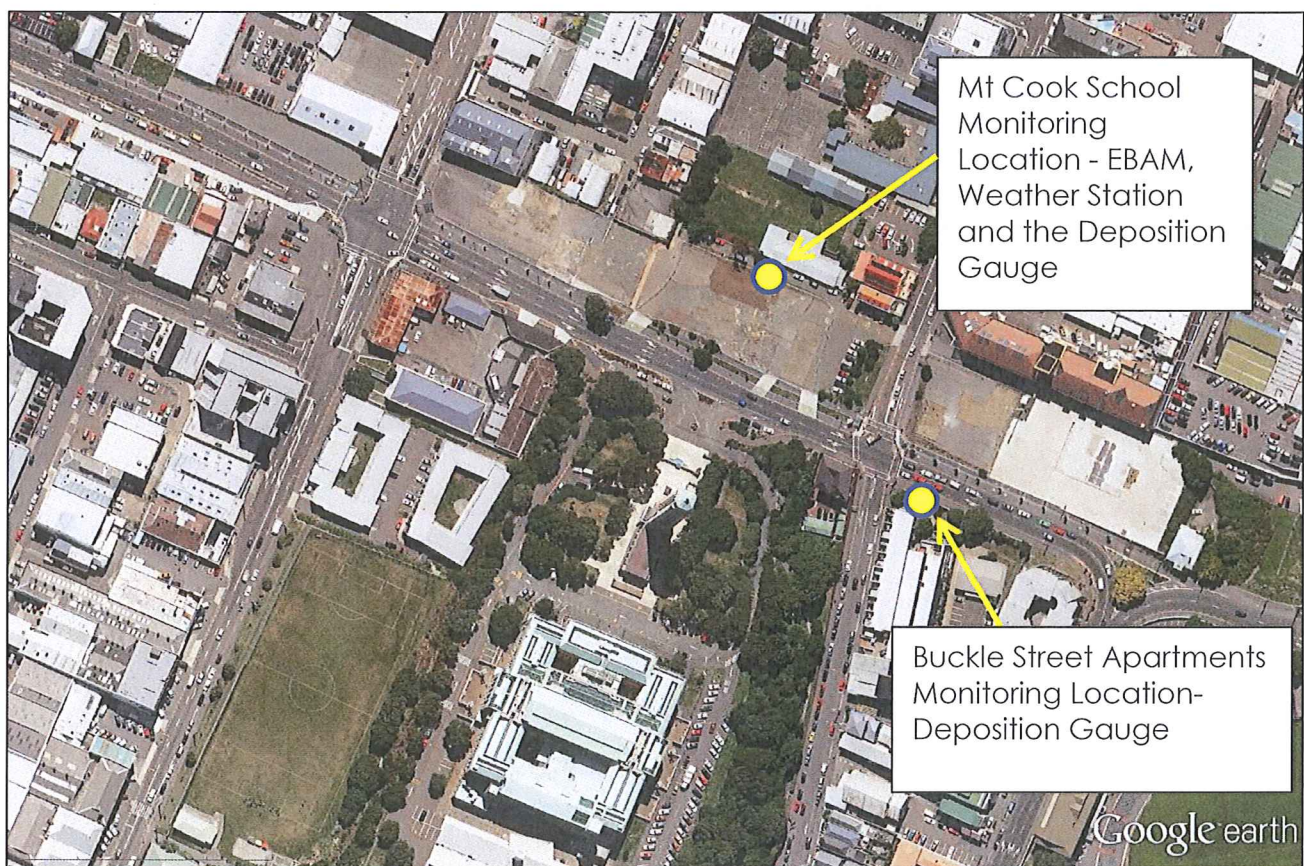 Mt Cook School
Monitoring
Location - EBAM,
Weather Station
and the Deposition
Gauge
Buckle Street Apartments
Monitoring Location-
Deposition Gauge
Google earth